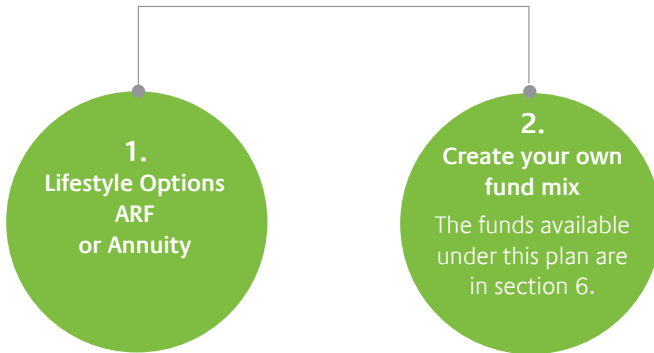 1.
Lifestyle Options
ARF
or Annuity
2.
Create your own
fund mix
The funds available
under this plan are
in section 6.